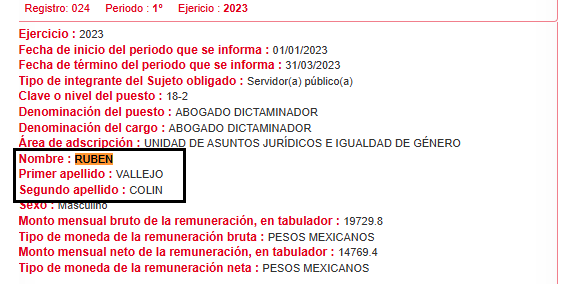 Registro: 024 Periodo : 1º Ejercicio : 2023
Ejercicio : 2023
Fecha de inicio del periodo que se informa : 01/01/2023
Fecha de término del periodo que se informa : 31/03/2023
Tipo de integrante del Sujeto obligado : Servidor(a) público(a)
Clave o nivel del puesto : 18-2
Denominación del puesto : ABOGADO DICTAMINADOR
Denominación del cargo : ABOGADO DICTAMINADOR
Área de adscripción : UNIDAD DE ASUNTOS JURÍDICOS E IGUALDAD DE GÉNERO
Nombre : RUBEN
Primer apellido : VALLEJO
Segundo apellido : COLIN
Sexo : Masculino
Monto mensual bruto de la remuneración, en tabulador : 19729.8
Tipo de moneda de la remuneración bruta : PESOS MEXICANOS
Monto mensual neto de la remuneración, en tabulador : 14769.4
Tipo de moneda de la remuneración neta : PESOS MEXICANOS